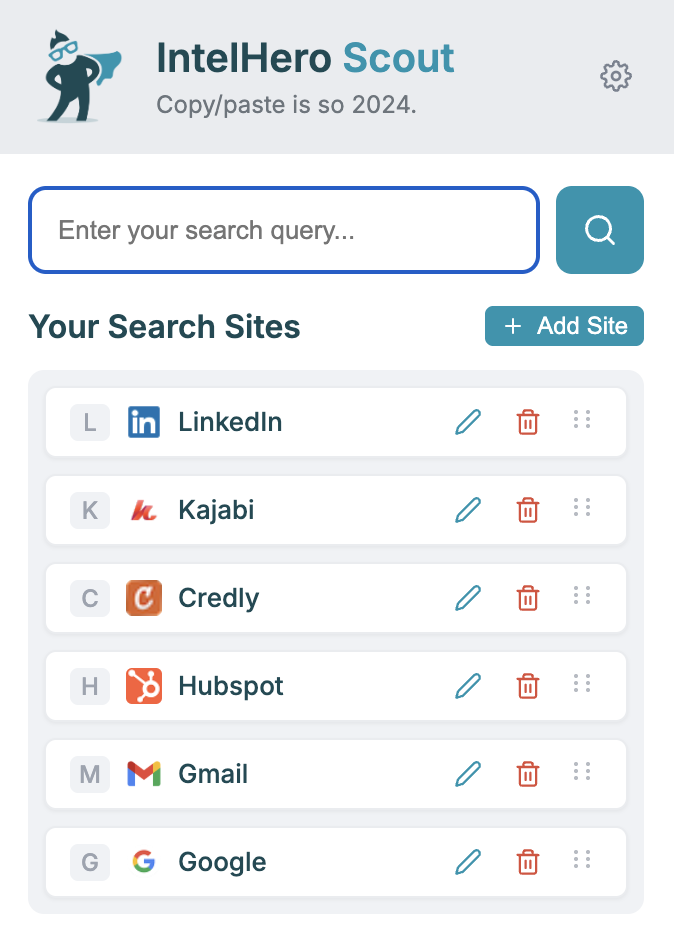 IntelHero Scout
Copy/paste is so 2024.
Enter your search query...
Your Search Sites
+ Add Site
L in LinkedIn
K Kajabi
C C Credly
H Hubspot
M M Gmail
G G Google